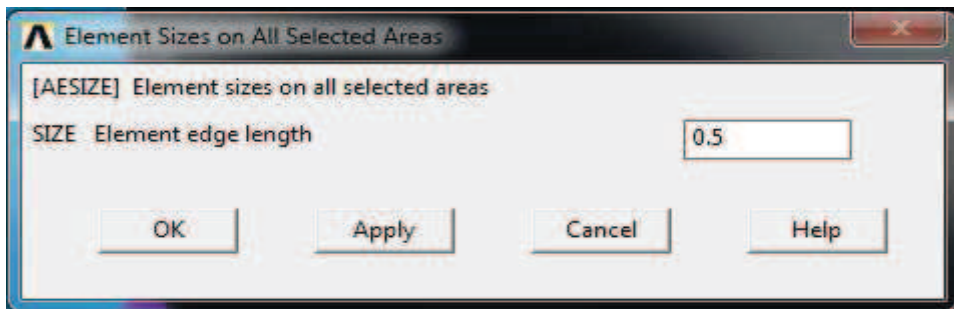 Element Sizes on All Selected Areas
[AESIZE] Element sizes on all selected areas
SIZE Element edge length 0.5
OK Apply Cancel Help